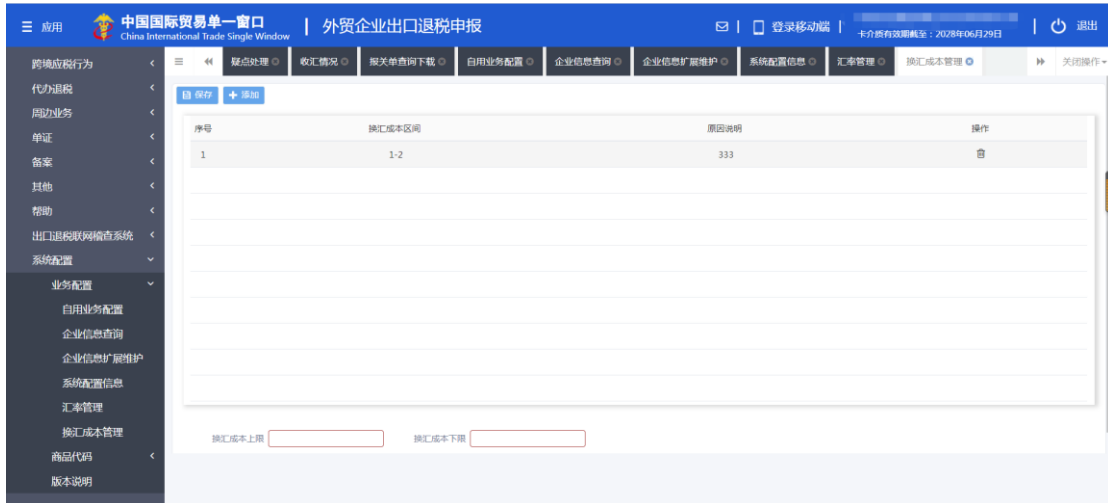 应用 中国国际贸易单一窗口 外贸企业出口退税申报 登录移动端 退出
China International Trade Single Window 卡介质有效期截至：2028年06月29日
疑点处理 收汇情况 报关单查询下载 自用业务配置 企业信息查询 企业信息扩展维护 系统配置信息 汇率管理 换汇成本管理 关闭操作
跨境应税行为
代办退税
周边业务
单证
备案
其他
帮助
出口退税联网稽查系统
系统配置
业务配置
自用业务配置
企业信息查询
企业信息扩展维护
系统配置信息
汇率管理
换汇成本管理
商品代码
版本说明
保存 添加
序号 换汇成本区间 原因说明 操作
1 1-2 333
换汇成本上限 换汇成本下限